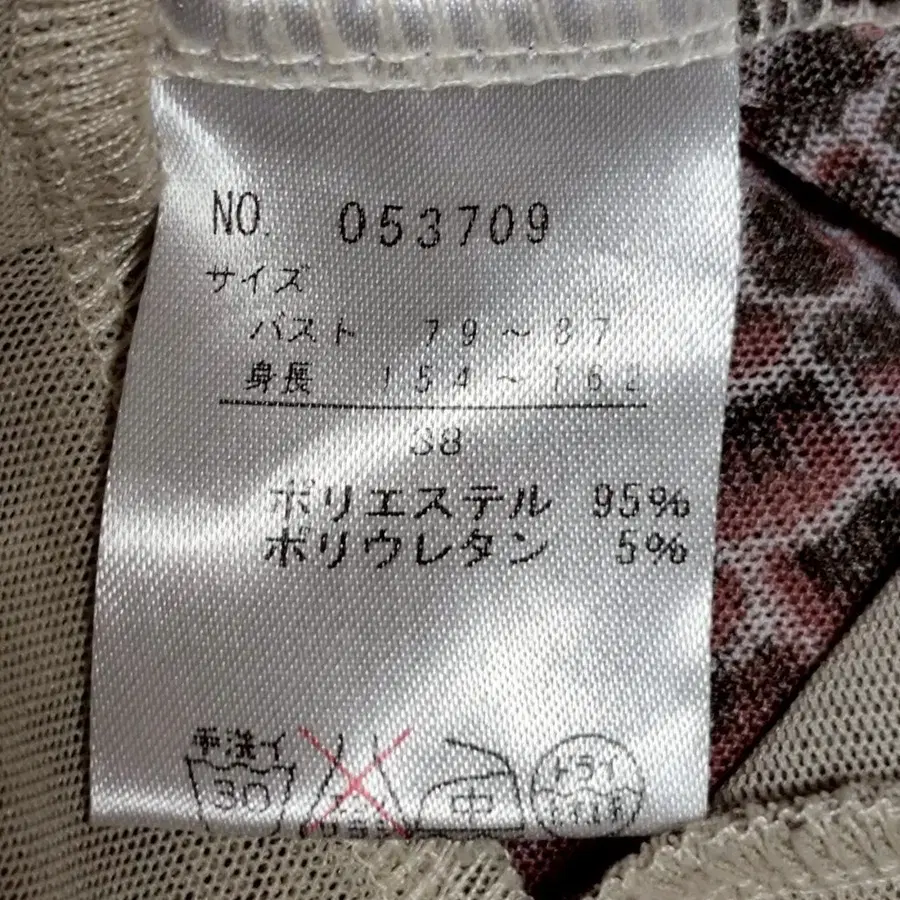 NO. 053709
サイズ
バスト 79～87
身長 154～162
38
ポリエステル 95%
ポリウレタン 5%
手洗イ
30
中
ドライ